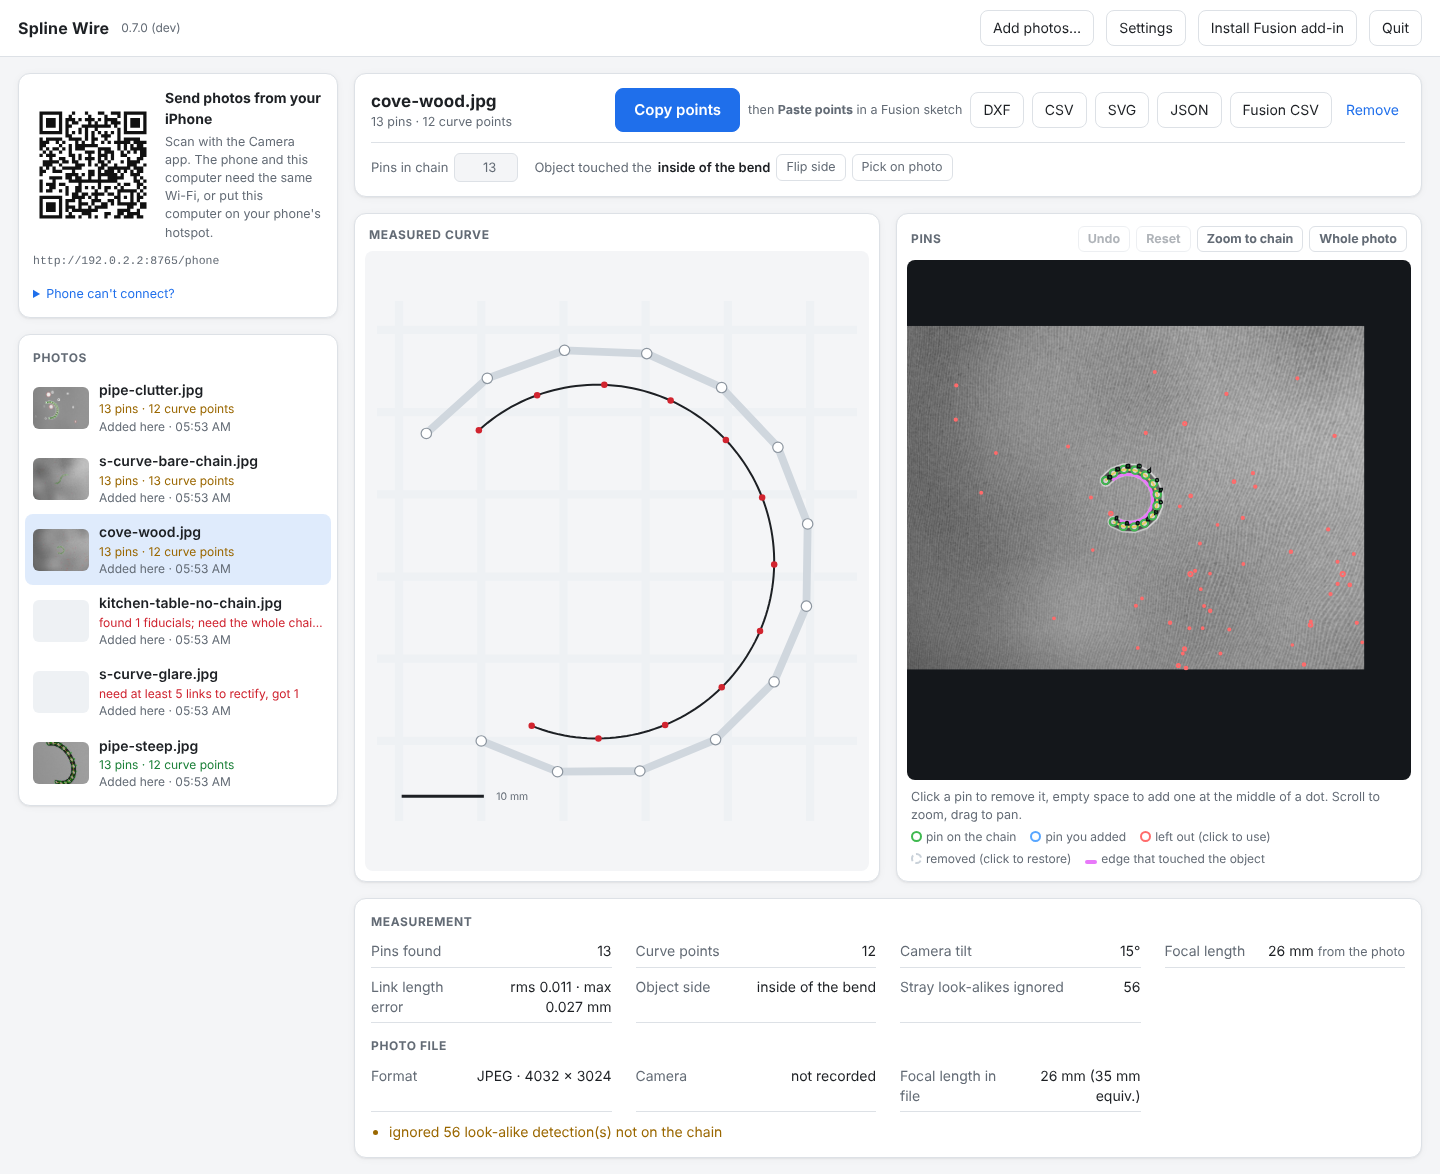 Spline Wire 0.7.0 (dev)
Add photos... Settings Install Fusion add-in Quit
Send photos from your
iPhone
Scan with the Camera
app. The phone and this
computer need the same
Wi-Fi, or put this
computer on your phone's
hotspot.
http://192.0.2.2:8765/phone
Phone can't connect?
PHOTOS
pipe-clutter.jpg
13 pins · 12 curve points
Added here · 05:53 AM
s-curve-bare-chain.jpg
13 pins · 13 curve points
Added here · 05:53 AM
cove-wood.jpg
13 pins · 12 curve points
Added here · 05:53 AM
kitchen-table-no-chain.jpg
found 1 fiducials; need the whole chai...
Added here · 05:53 AM
s-curve-glare.jpg
need at least 5 links to rectify, got 1
Added here · 05:53 AM
pipe-steep.jpg
13 pins · 12 curve points
Added here · 05:53 AM
cove-wood.jpg
13 pins · 12 curve points
Copy points then Paste points in a Fusion sketch DXF CSV SVG JSON Fusion CSV Remove
Pins in chain 13 Object touched the inside of the bend Flip side Pick on photo
MEASURED CURVE
10 mm
PINS Undo Reset Zoom to chain Whole photo
Click a pin to remove it, empty space to add one at the middle of a dot. Scroll to
zoom, drag to pan.
pin on the chain pin you added left out (click to use)
removed (click to restore) edge that touched the object
MEASUREMENT
Pins found 13 Curve points 12 Camera tilt 15° Focal length 26 mm from the photo
Link length error rms 0.011 · max 0.027 mm Object side inside of the bend Stray look-alikes ignored 56
PHOTO FILE
Format JPEG · 4032 × 3024 Camera not recorded Focal length in file 26 mm (35 mm equiv.)
ignored 56 look-alike detection(s) not on the chain